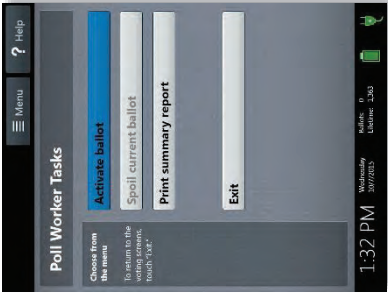 Menu
? Help
Poll Worker Tasks
Choose from
the menu
To return to the
voting screens,
touch "Exit."
Activate ballot
Spoil current ballot
Print summary report
Exit
1:32 PM
Wednesday
10/7/2015
Ballots: 0
Lifetime: 1,363